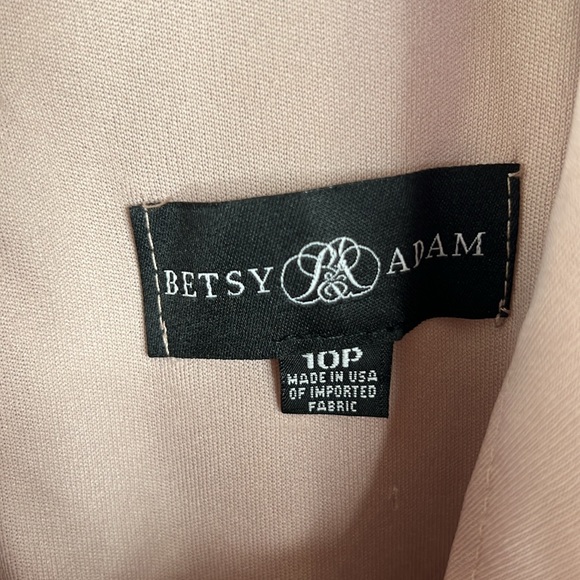 BETSY B&A ADAM
10P
MADE IN USA
OF IMPORTED
FABRIC